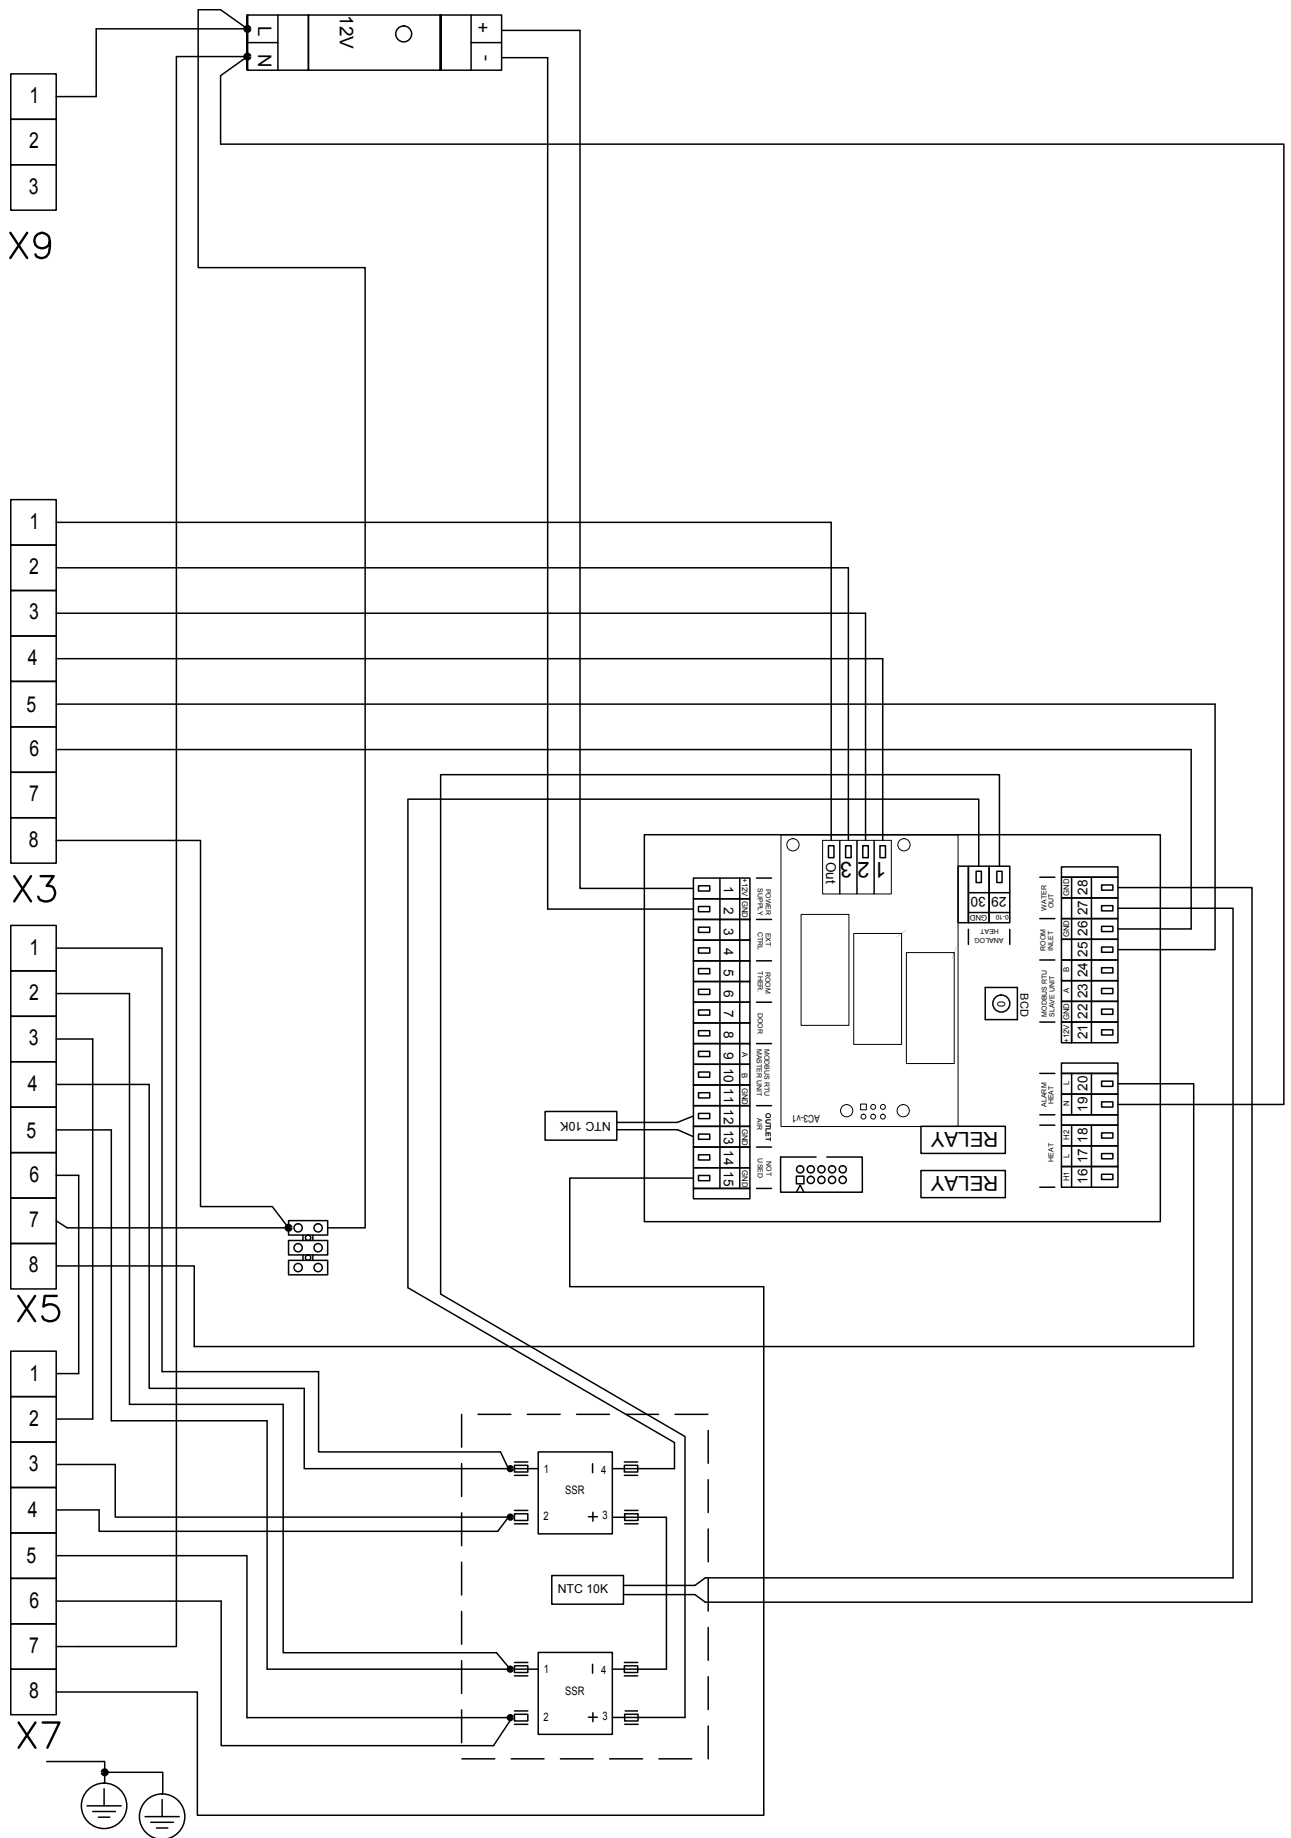 L
N
12V
+
-
1
2
3
X9
1
2
3
4
5
6
7
8
X3
1
2
3
4
5
6
7
8
X5
1
2
3
4
5
6
7
8
X7
Out
3
2
1
AC3-v1
1 +12V
2 GND
POWER SUPPLY
3
4
EXT CTRL
5
6
ROOM THER.
7
8
DOOR
9 A
10 B
11 GND
MODBUS RTU MASTER UNIT
12
13 GND
OUTLET AIR
14
15 GND
NOT USED
NTC 10K
30 GND
29 0-10
ANALOG HEAT
BCD
0
WATER OUT
GND 28
27
ROOM INLET
GND 26
25
MODBUS RTU SLAVE UNIT
B 24
A 23
GND 22
+12V 21
ALARM HEAT
L 20
N 19
HEAT
H2 18
L 17
H1 16
RELAY
RELAY
1
SSR
4
2
+ 3
NTC 10K
1
SSR
4
2
+ 3